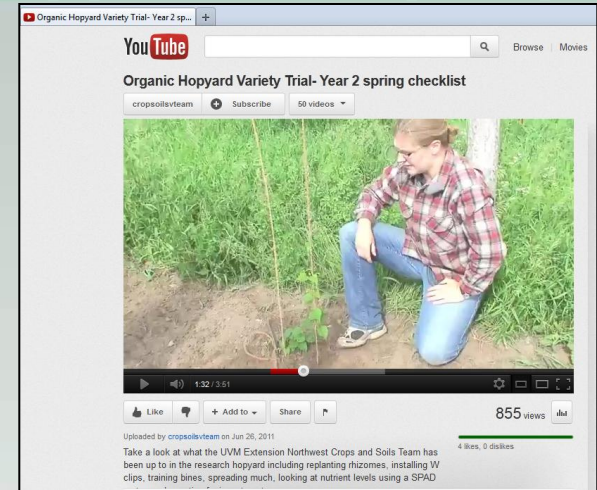 Organic Hopyard Variety Trial- Year 2 sp...
YouTube
Browse
Movies
Organic Hopyard Variety Trial- Year 2 spring checklist
cropsoilsvteam
Subscribe
50 videos
1:32 / 3:51
Like
+ Add to
Share
855 views
Uploaded by cropsoilsvteam on Jun 26, 2011
4 likes, 0 dislikes
Take a look at what the UVM Extension Northwest Crops and Soils Team has
been up to in the research hopyard including replanting rhizomes, installing W
clips, training bines, spreading much, looking at nutrient levels using a SPAD